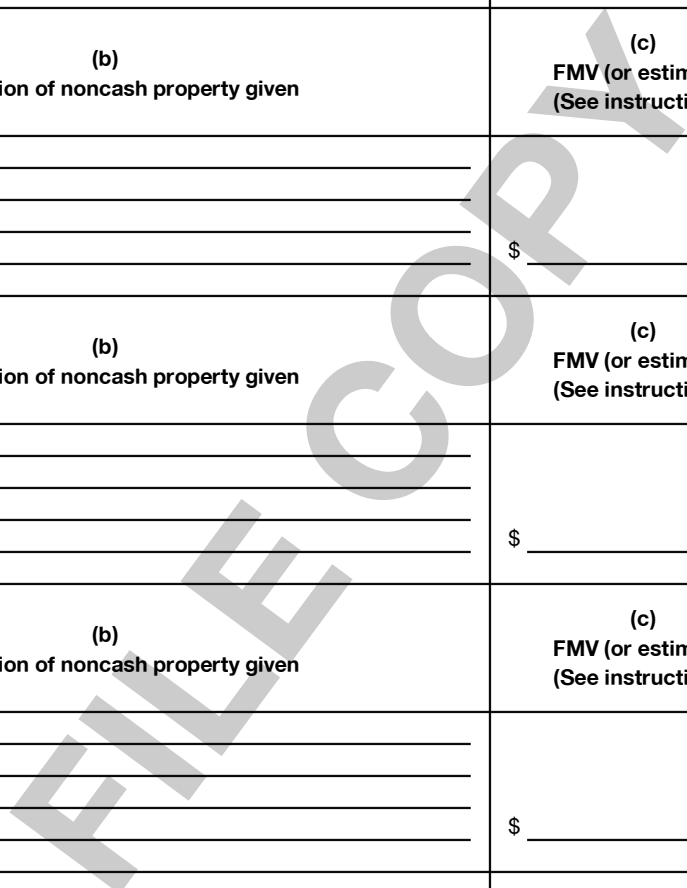 (b)
ion of noncash property given
(c)
FMV (or estim
(See instructi
$
(b)
ion of noncash property given
(c)
FMV (or estim
(See instructi
$
(b)
ion of noncash property given
(c)
FMV (or estim
(See instructi
$
FILE COPY